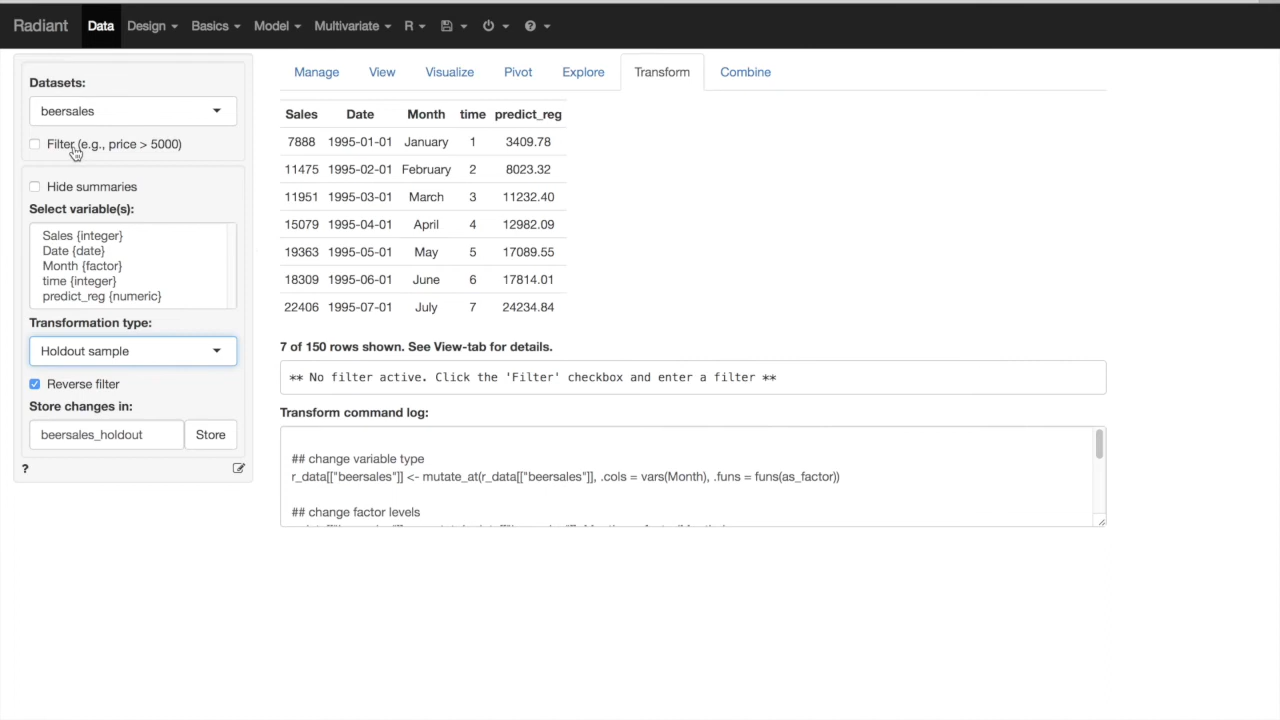 Radiant Data Design Basics Model Multivariate R
Datasets:
beersales
Filter (e.g., price > 5000)
Hide summaries
Select variable(s):
Sales {integer}
Date {date}
Month {factor}
time {integer}
predict_reg {numeric}
Transformation type:
Holdout sample
Reverse filter
Store changes in:
beersales_holdout Store
?
Manage View Visualize Pivot Explore Transform Combine
Sales Date Month time predict_reg
7888 1995-01-01 January 1 3409.78
11475 1995-02-01 February 2 8023.32
11951 1995-03-01 March 3 11232.40
15079 1995-04-01 April 4 12982.09
19363 1995-05-01 May 5 17089.55
18309 1995-06-01 June 6 17814.01
22406 1995-07-01 July 7 24234.84
7 of 150 rows shown. See View-tab for details.
** No filter active. Click the 'Filter' checkbox and enter a filter **
Transform command log:
## change variable type
r_data[["beersales"]] <- mutate_at(r_data[["beersales"]], .cols = vars(Month), .funs = funs(as_factor))
## change factor levels